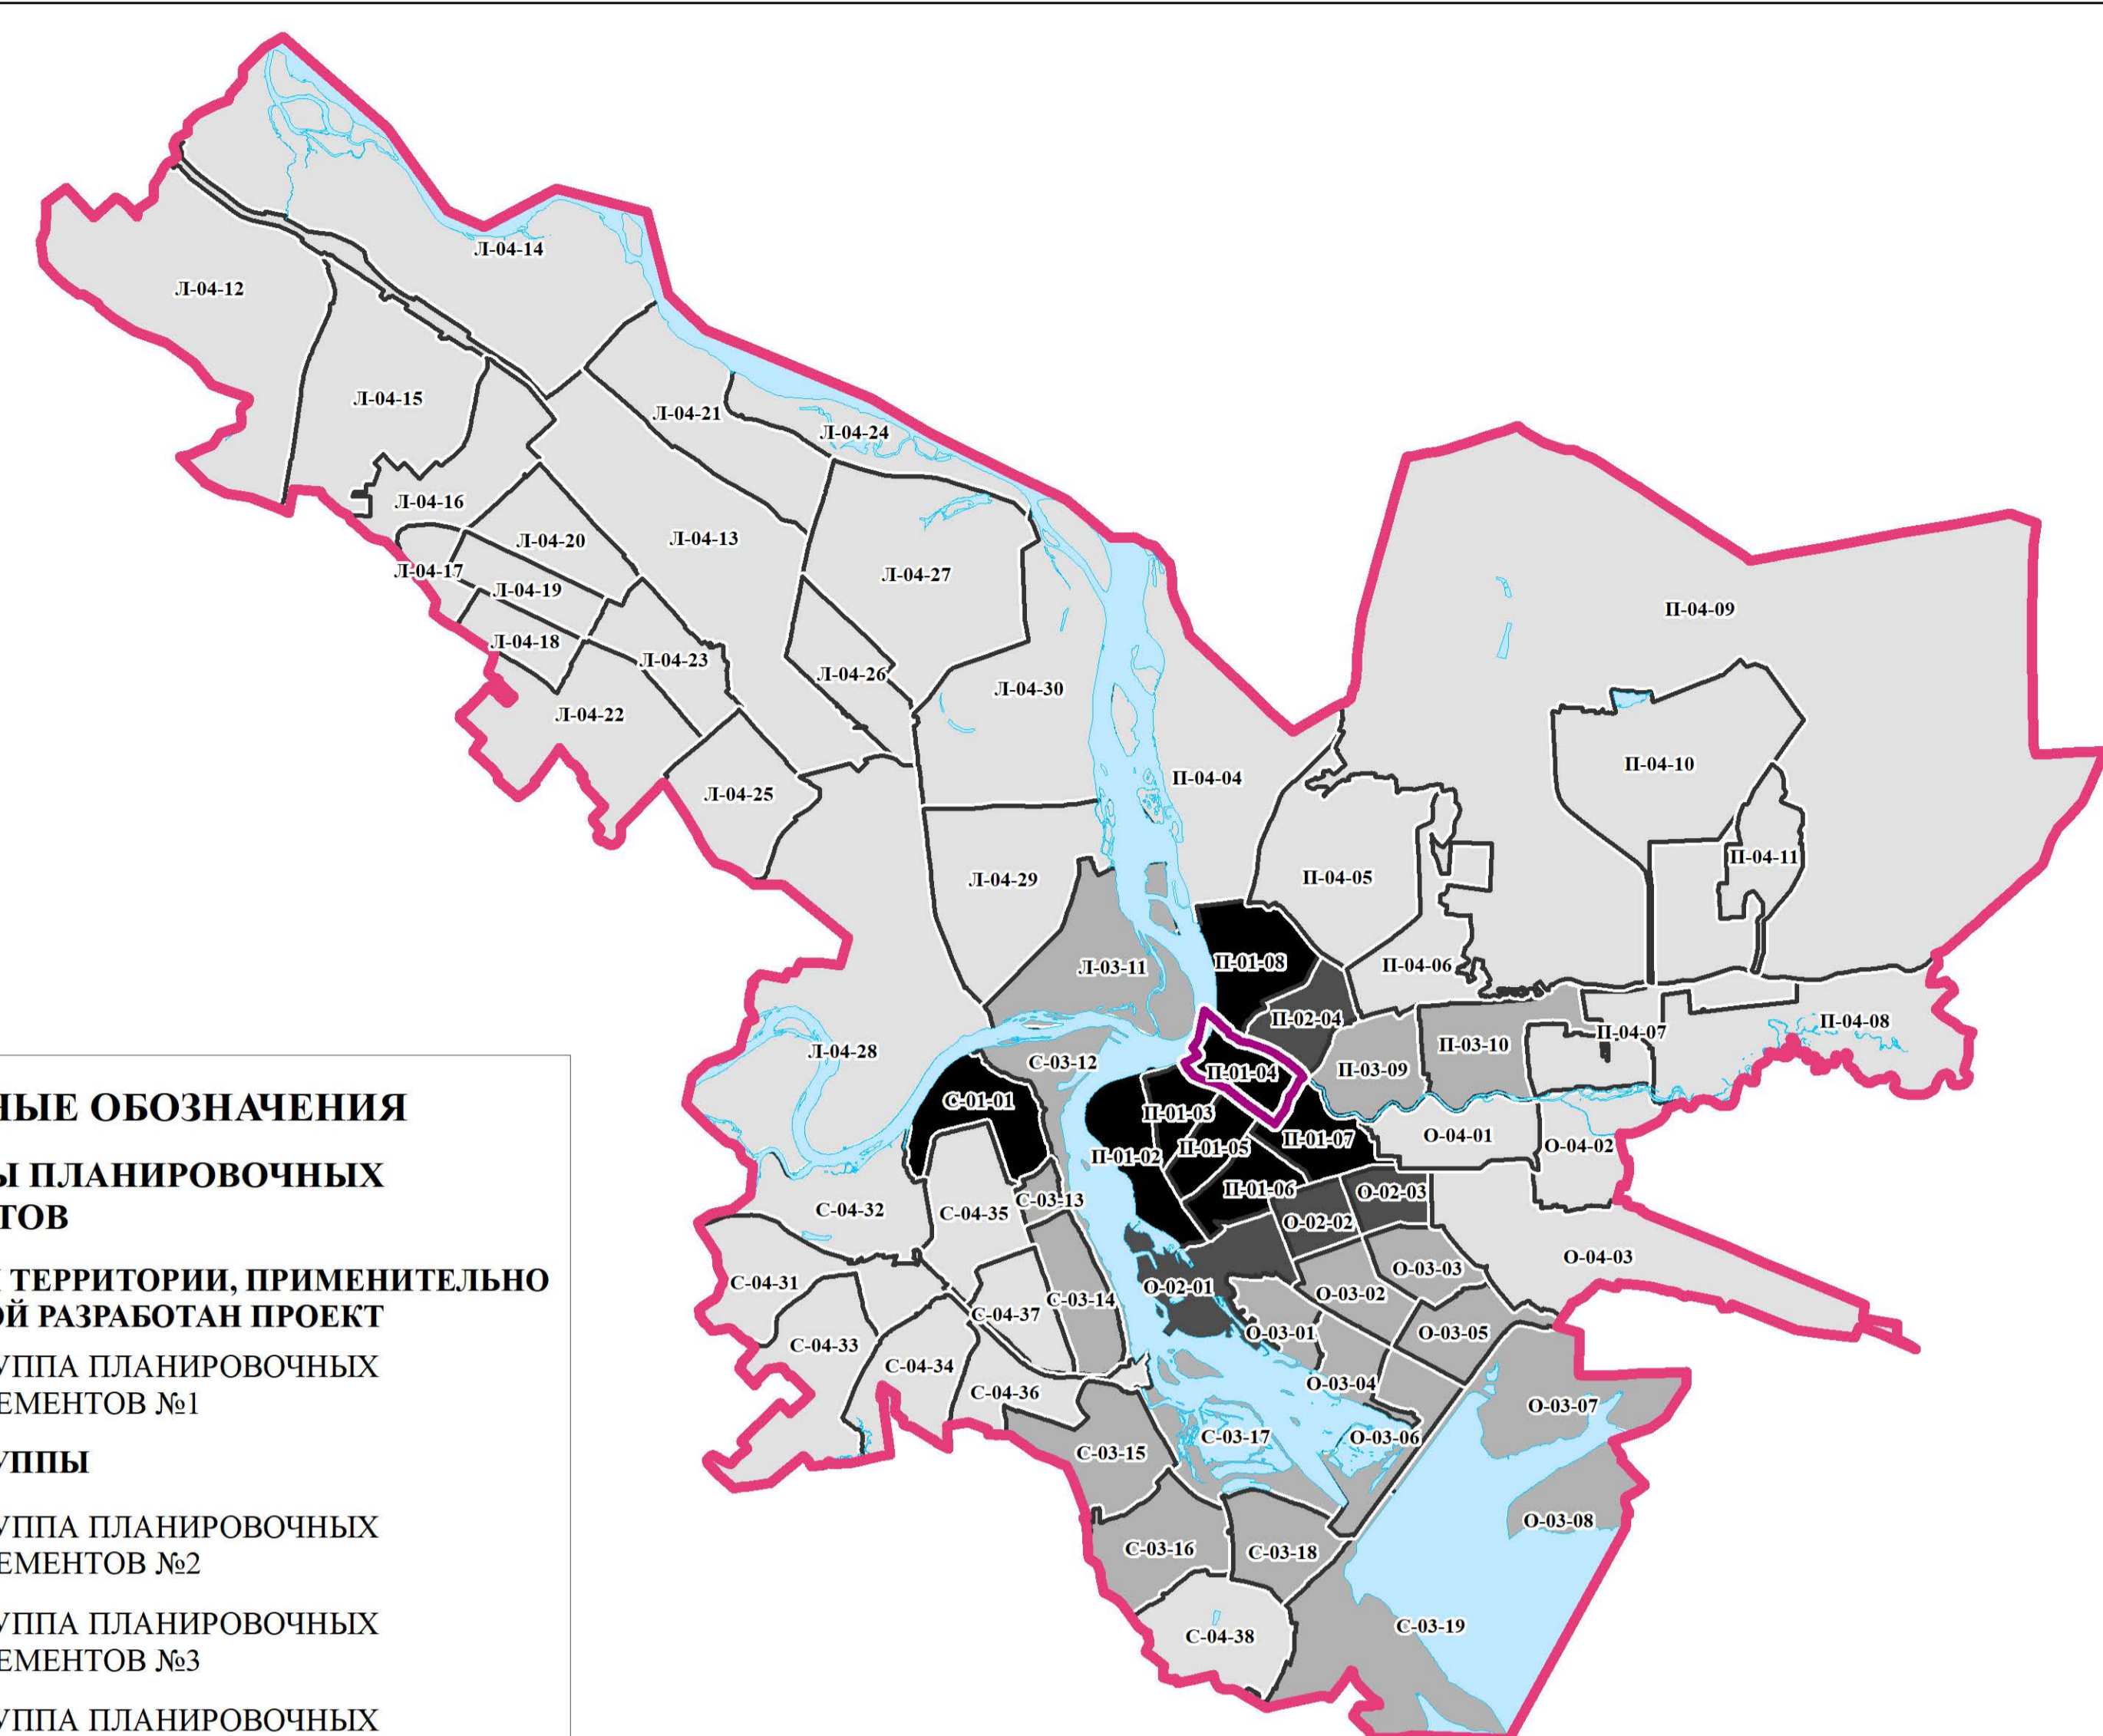 Л-04-14
Л-04-12
Л-04-15
Л-04-21
Л-04-24
Л-04-16
Л-04-20
Л-04-13
Л-04-17
Л-04-27
Л-04-19
П-04-09
Л-04-18
Л-04-23
Л-04-26
Л-04-30
Л-04-22
П-04-10
П-04-04
Л-04-25
П-04-11
Л-04-29
П-04-05
Л-03-11
П-01-08
П-04-06
П-02-04
П-04-08
П-04-07
П-03-10
Л-04-28
С-03-12
П-01-04
П-03-09
С-01-01
П-01-03
П-01-07
О-04-01
О-04-02
П-01-05
П-01-02
П-01-06
О-02-03
С-03-13
С-04-32
С-04-35
О-02-02
О-04-03
О-03-03
С-04-31
О-02-01
О-03-02
С-03-14
С-04-37
О-03-01
О-03-05
С-04-33
С-04-34
О-03-04
С-04-36
О-03-07
С-03-17
О-03-06
С-03-15
О-03-08
С-03-16
С-03-18
С-03-19
С-04-38
НЫЕ ОБОЗНАЧЕНИЯ
Ы ПЛАНИРОВОЧНЫХ
ТОВ
ТЕРРИТОРИИ, ПРИМЕНИТЕЛЬНО
ОЙ РАЗРАБОТАН ПРОЕКТ
УППА ПЛАНИРОВОЧНЫХ
ЕМЕНТОВ №1
УППЫ
УППА ПЛАНИРОВОЧНЫХ
ЕМЕНТОВ №2
УППА ПЛАНИРОВОЧНЫХ
ЕМЕНТОВ №3
УППА ПЛАНИРОВОЧНЫХ